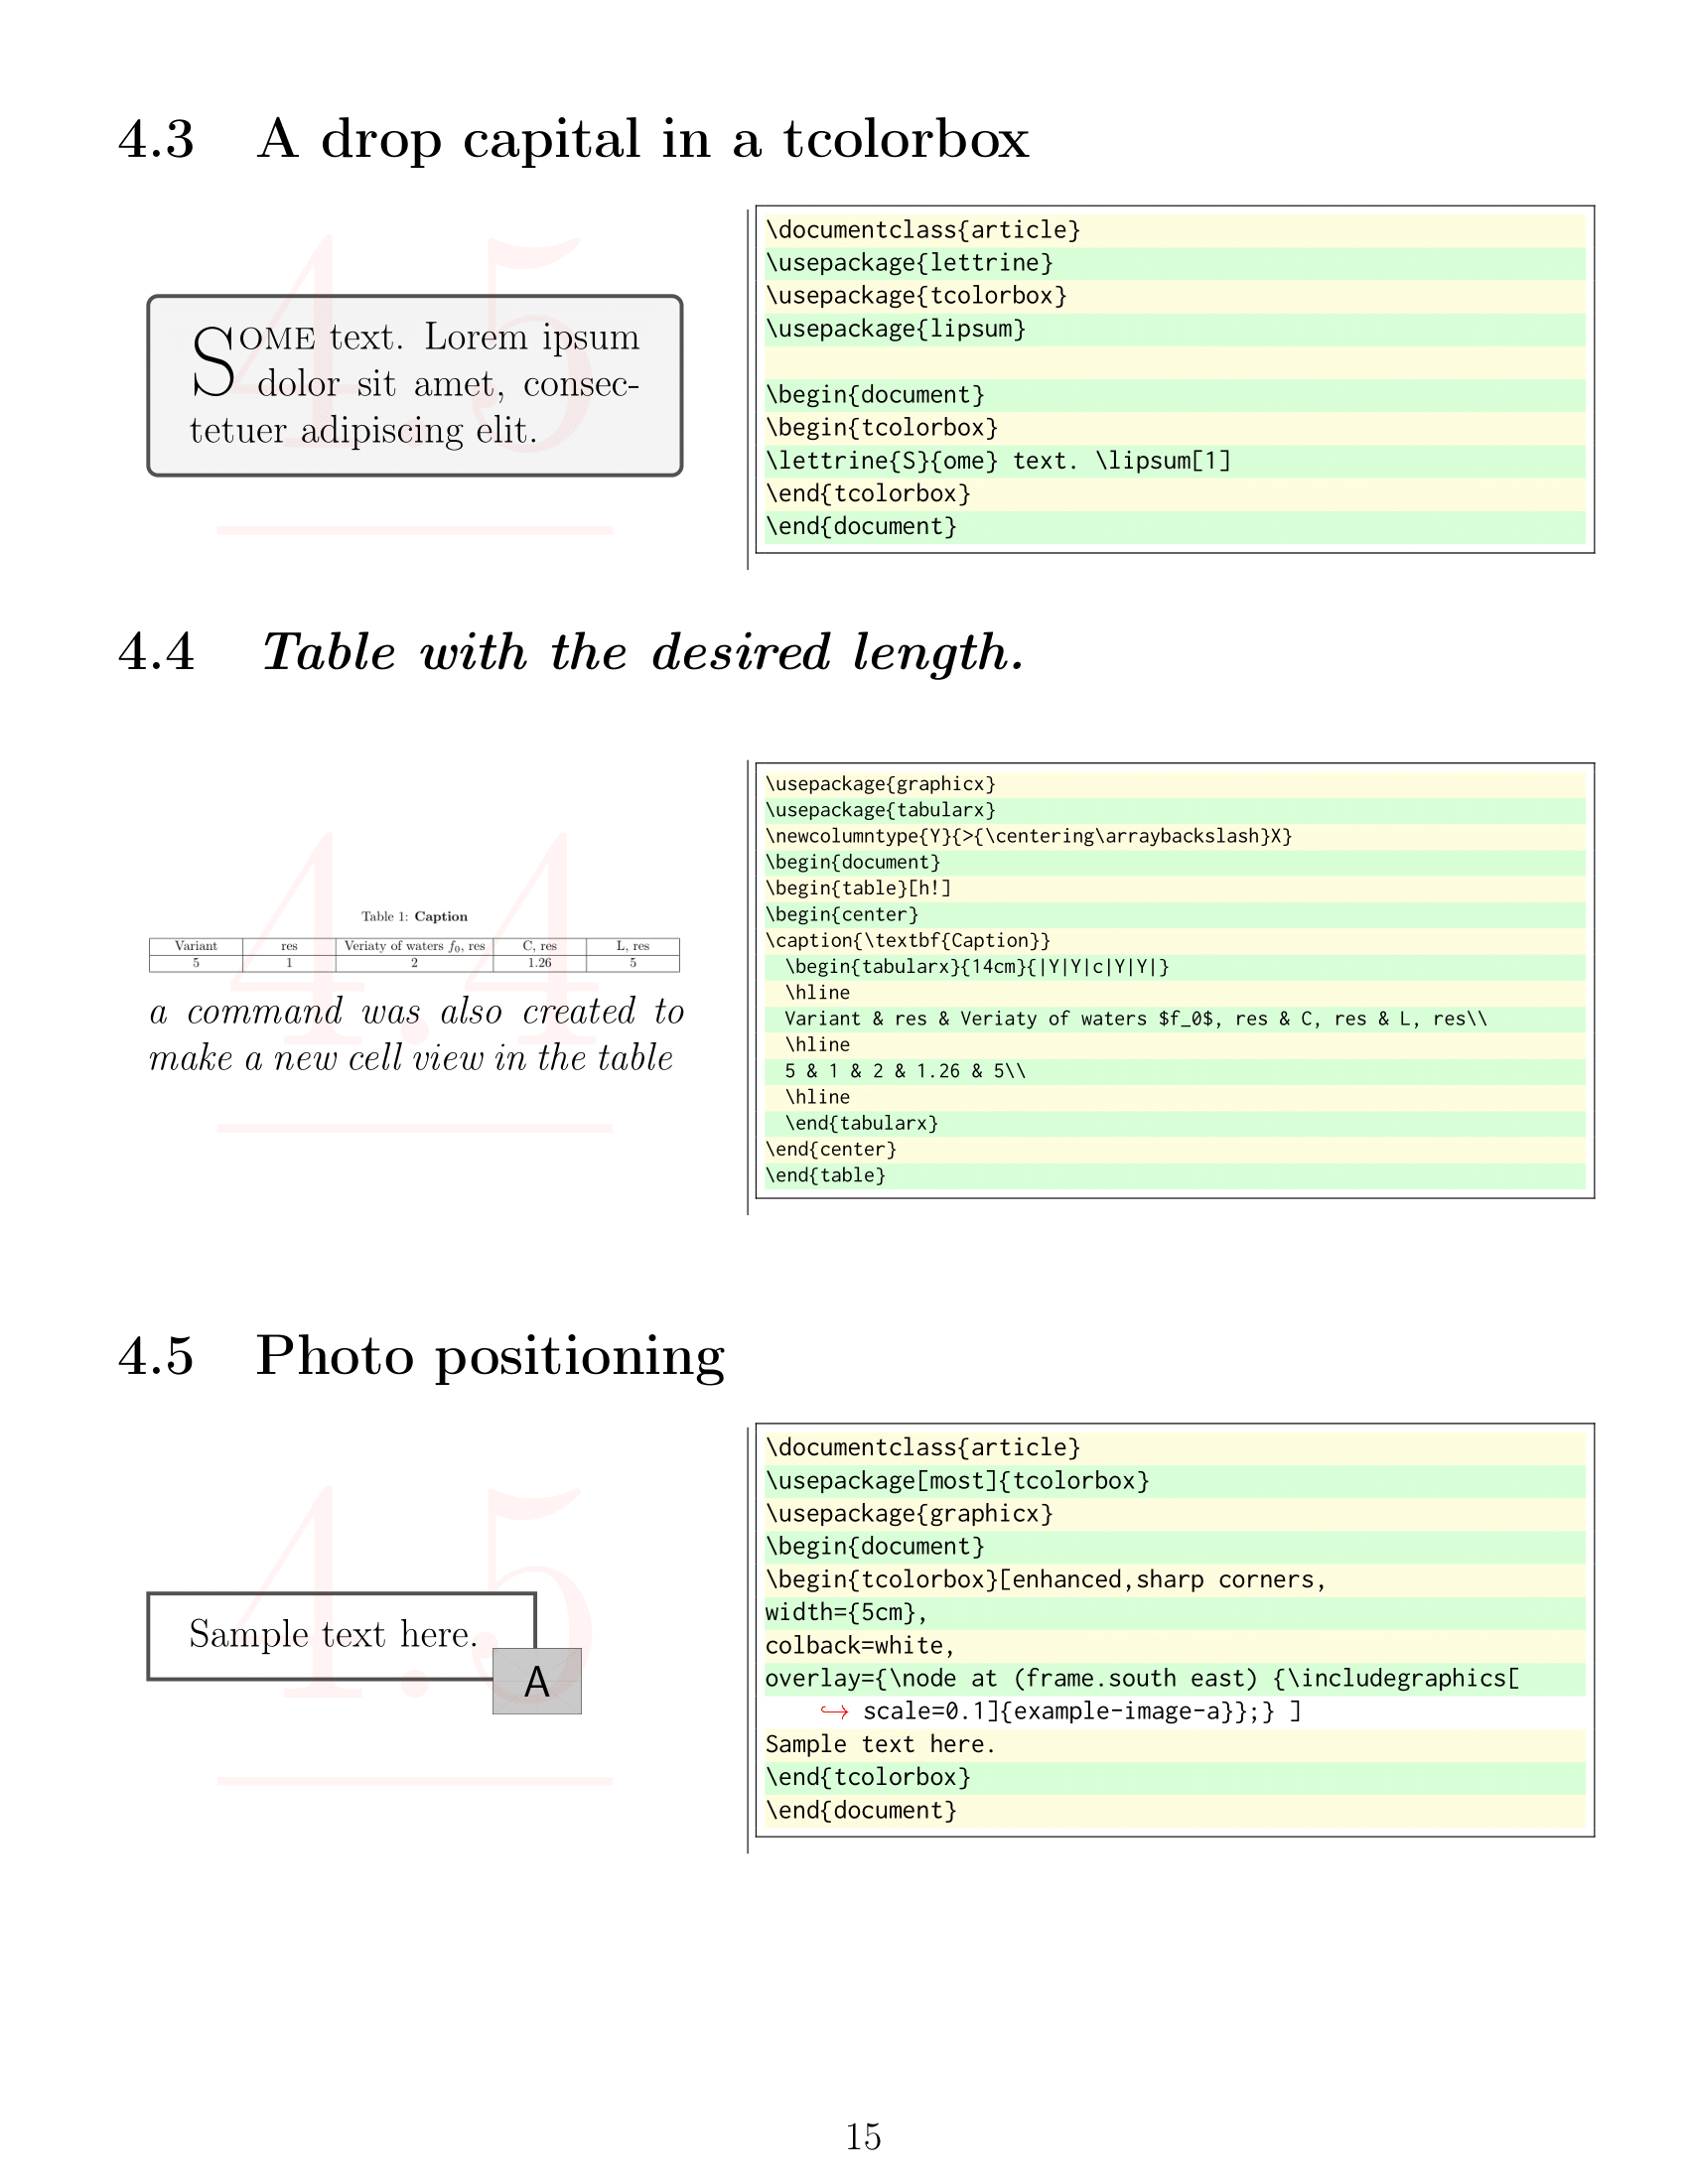 4.3 A drop capital in a tcolorbox
4.5
SOME text. Lorem ipsum
dolor sit amet, consec-
tetuer adipiscing elit.
\documentclass{article}
\usepackage{lettrine}
\usepackage{tcolorbox}
\usepackage{lipsum}
\begin{document}
\begin{tcolorbox}
\lettrine{S}{ome} text. \lipsum[1]
\end{tcolorbox}
\end{document}
4.4 Table with the desired length.
4.4
Table 1: Caption
Variant res Veriaty of waters f₀, res C, res L, res
5 1 2 1.26 5
a command was also created to
make a new cell view in the table
\usepackage{graphicx}
\usepackage{tabularx}
\newcolumntype{Y}{>{\centering\arraybackslash}X}
\begin{document}
\begin{table}[h!]
\begin{center}
\caption{\textbf{Caption}}
\begin{tabularx}{14cm}{|Y|Y|c|Y|Y|}
\hline
Variant & res & Veriaty of waters $f_0$, res & C, res & L, res\\
\hline
5 & 1 & 2 & 1.26 & 5\\
\hline
\end{tabularx}
\end{center}
\end{table}
4.5 Photo positioning
4.5
Sample text here.
A
\documentclass{article}
\usepackage[most]{tcolorbox}
\usepackage{graphicx}
\begin{document}
\begin{tcolorbox}[enhanced,sharp corners,
width={5cm},
colback=white,
overlay={\node at (frame.south east) {\includegraphics[
↪ scale=0.1]{example-image-a}};} ]
Sample text here.
\end{tcolorbox}
\end{document}
15